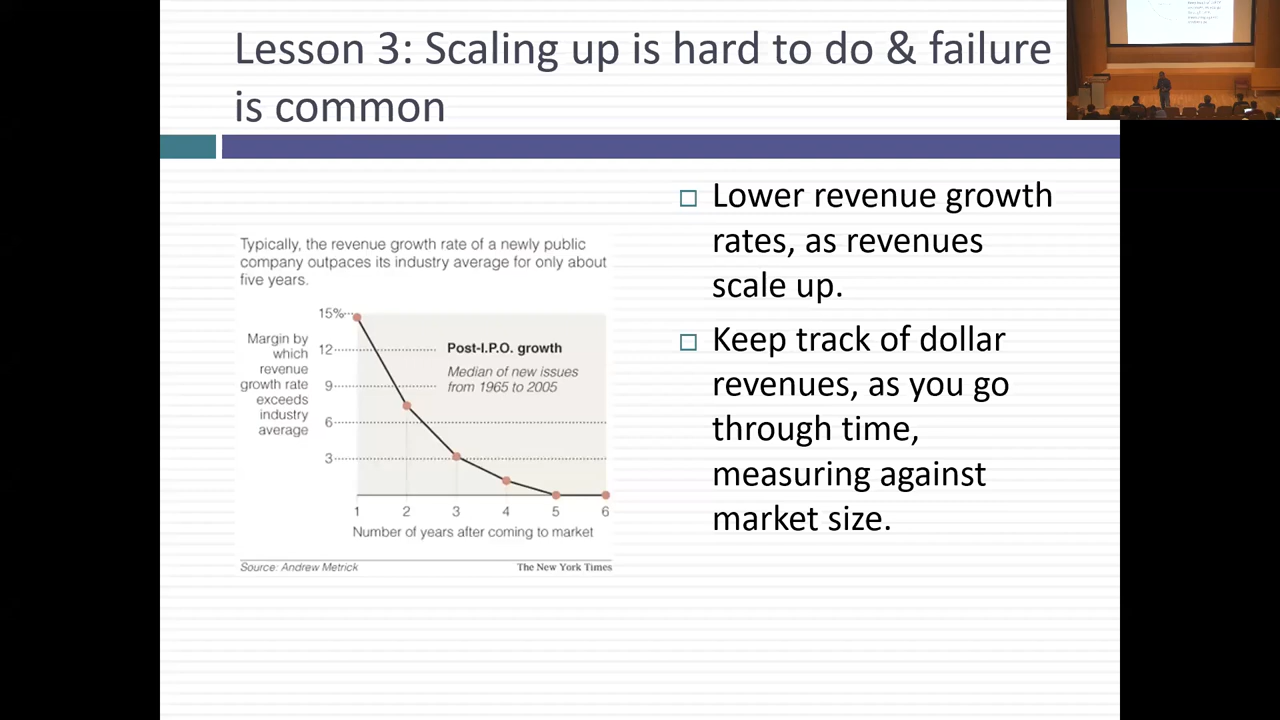 Lesson 3: Scaling up is hard to do & failure
is common
Typically, the revenue growth rate of a newly public
company outpaces its industry average for only about
five years.
15%
Margin by
which
revenue
growth rate
exceeds
industry
average
12
9
6
3
Post-I.P.O. growth
Median of new issues
from 1965 to 2005
1 2 3 4 5 6
Number of years after coming to market
Source: Andrew Metrick The New York Times
Lower revenue growth
rates, as revenues
scale up.
Keep track of dollar
revenues, as you go
through time,
measuring against
market size.